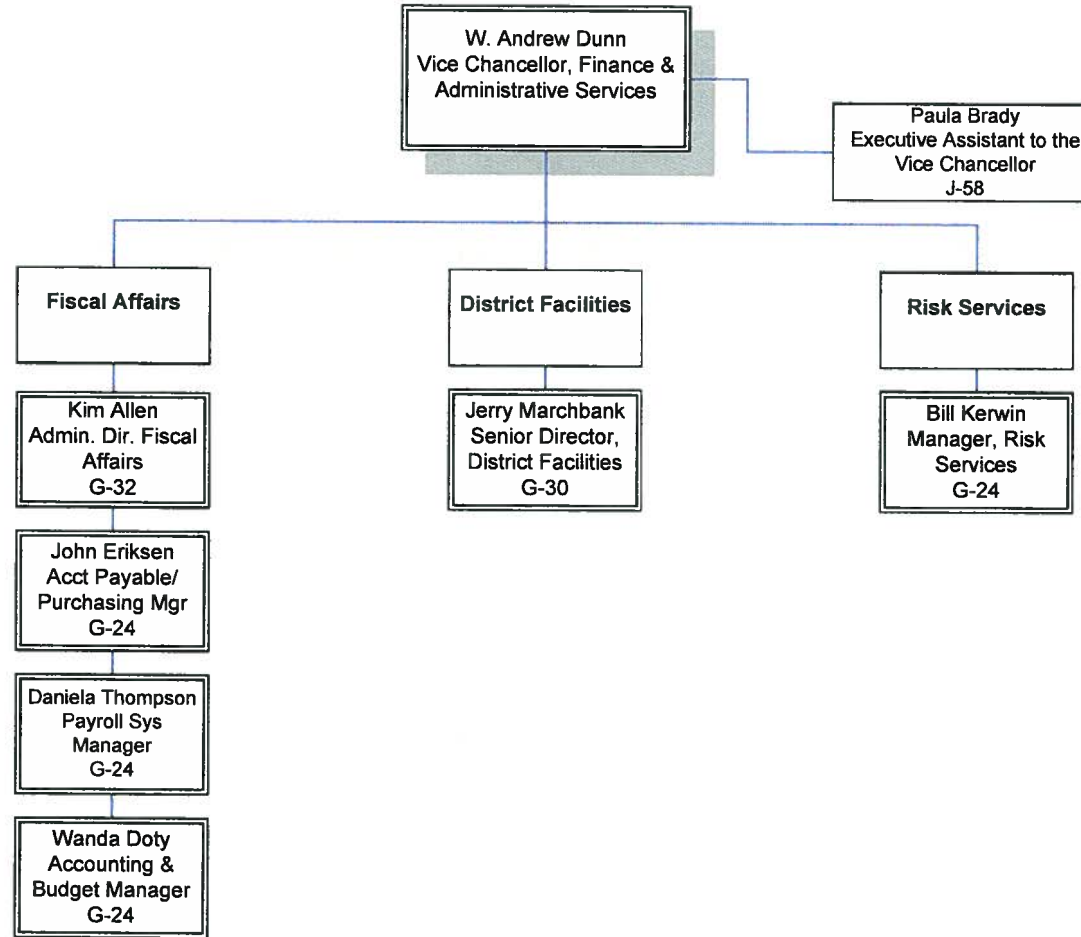 W. Andrew Dunn
Vice Chancellor, Finance &
Administrative Services
Paula Brady
Executive Assistant to the
Vice Chancellor
J-58
Fiscal Affairs
District Facilities
Risk Services
Kim Allen
Admin. Dir. Fiscal
Affairs
G-32
Jerry Marchbank
Senior Director,
District Facilities
G-30
Bill Kerwin
Manager, Risk
Services
G-24
John Eriksen
Acct Payable/
Purchasing Mgr
G-24
Daniela Thompson
Payroll Sys
Manager
G-24
Wanda Doty
Accounting &
Budget Manager
G-24